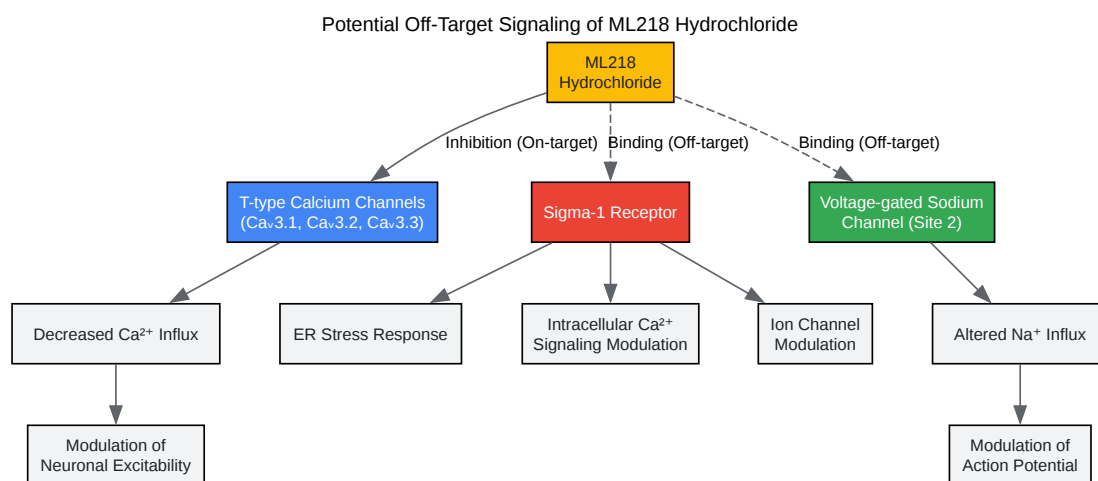 Potential Off-Target Signaling of ML218 Hydrochloride
ML218
Hydrochloride
Inhibition (On-target)
Binding (Off-target)
Binding (Off-target)
T-type Calcium Channels
(Caᵥ3.1, Caᵥ3.2, Caᵥ3.3)
Sigma-1 Receptor
Voltage-gated Sodium
Channel (Site 2)
Decreased Ca²⁺ Influx
ER Stress Response
Intracellular Ca²⁺
Signaling Modulation
Ion Channel
Modulation
Altered Na⁺ Influx
Modulation of
Neuronal Excitability
Modulation of
Action Potential